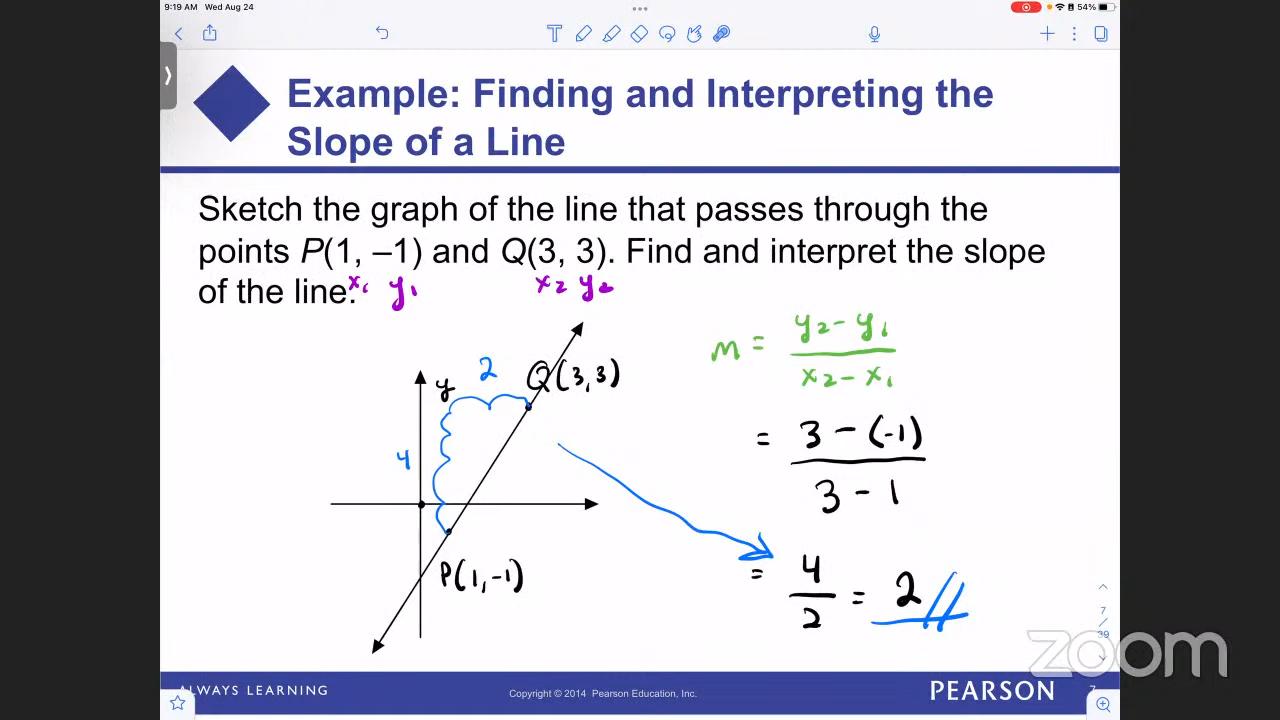 9:19 AM Wed Aug 24
54%
Example: Finding and Interpreting the
Slope of a Line
Sketch the graph of the line that passes through the
points P(1, –1) and Q(3, 3). Find and interpret the slope
of the line.
x₁ y₁ x₂ y₂
m = y₂ - y₁ / x₂ - x₁
2
Q(3,3)
y
= 3 - (-1) / 3 - 1
4
P(1,-1)
= 4/2 = 2
7
/
39
zoom
ALWAYS LEARNING
Copyright © 2014 Pearson Education, Inc.
PEARSON
7